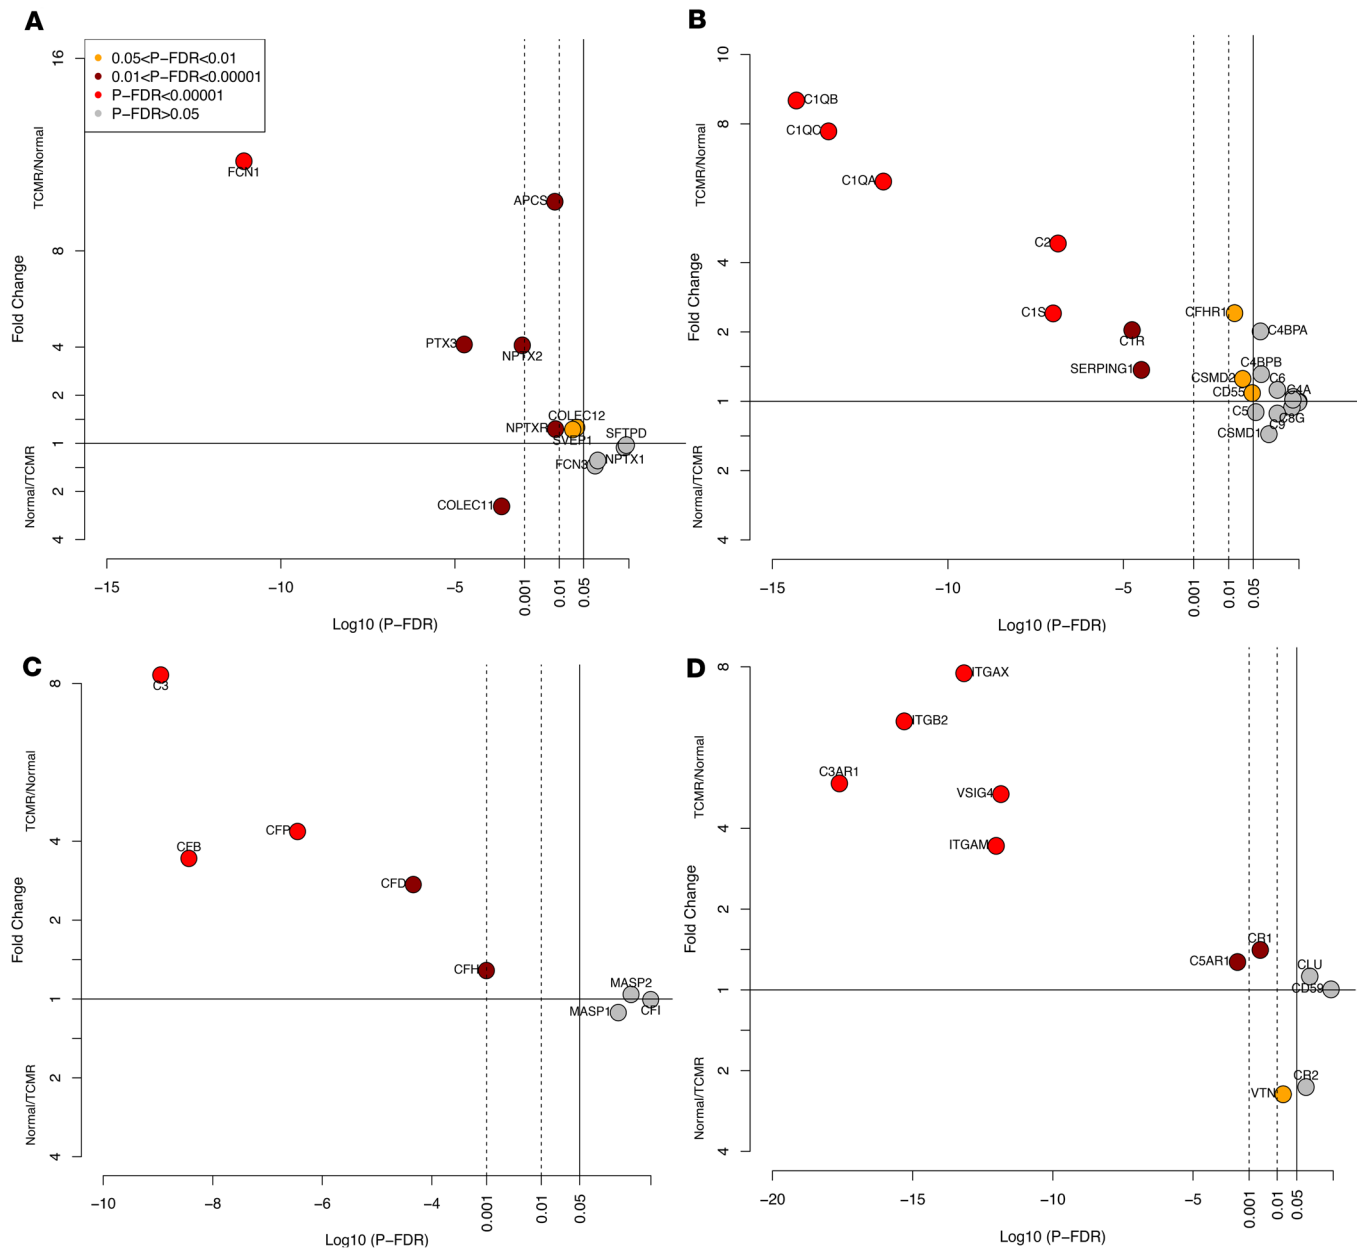 A
0.05<P−FDR<0.01
0.01<P−FDR<0.00001
P−FDR<0.00001
P−FDR>0.05
16
8
4
2
1
2
4
TCMR/Normal
Fold Change
Normal/TCMR
FCN1
APCS
PTX3
NPTX2
COLEC12
NPTXR
SVEP1
SFTPD
FCN3
NPTX1
COLEC11
−15
−10
−5
0.001
0.01
0.05
Log10 (P−FDR)
B
10
8
4
2
1
2
4
TCMR/Normal
Fold Change
Normal/TCMR
C1QB
C1QC
C1QA
C2
C1S
C1R
SERPING1
CFHR1
C4BPA
C4BPB
CSMD2
C6
CD55
C4A
C5
C8G
C9
CSMD1
−15
−10
−5
0.001
0.01
0.05
Log10 (P−FDR)
C
8
4
2
1
2
4
TCMR/Normal
Fold Change
Normal/TCMR
C3
CFP
CFB
CFD
CFH
MASP2
MASP1
CFI
−10
−8
−6
−4
0.001
0.01
0.05
Log10 (P−FDR)
D
8
4
2
1
2
4
TCMR/Normal
Fold Change
Normal/TCMR
ITGAX
ITGB2
C3AR1
VSIG4
ITGAM
CR1
C5AR1
CLU
CD59
CR2
VTN
−20
−15
−10
−5
0.001
0.01
0.05
Log10 (P−FDR)